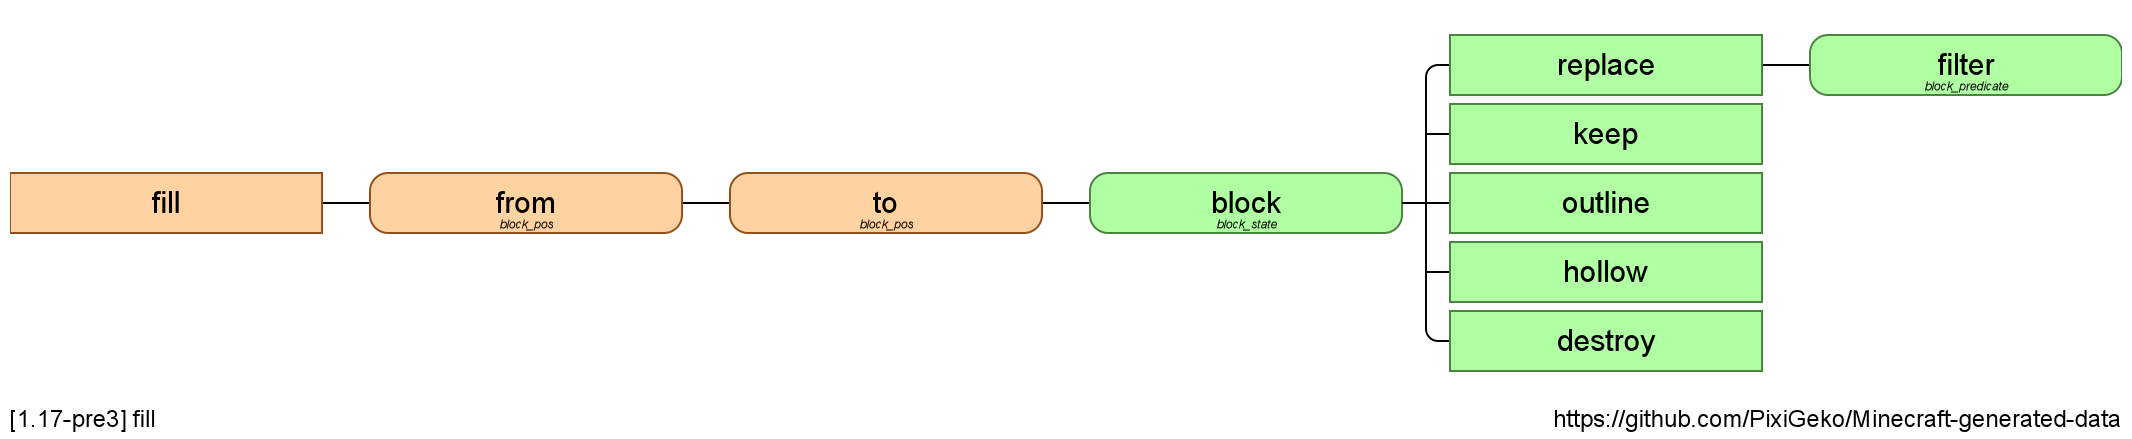 replace
filter
block_predicate
keep
fill
from
block_pos
to
block_pos
block
block_state
outline
hollow
destroy
[1.17-pre3] fill
https://github.com/PixiGeko/Minecraft-generated-data